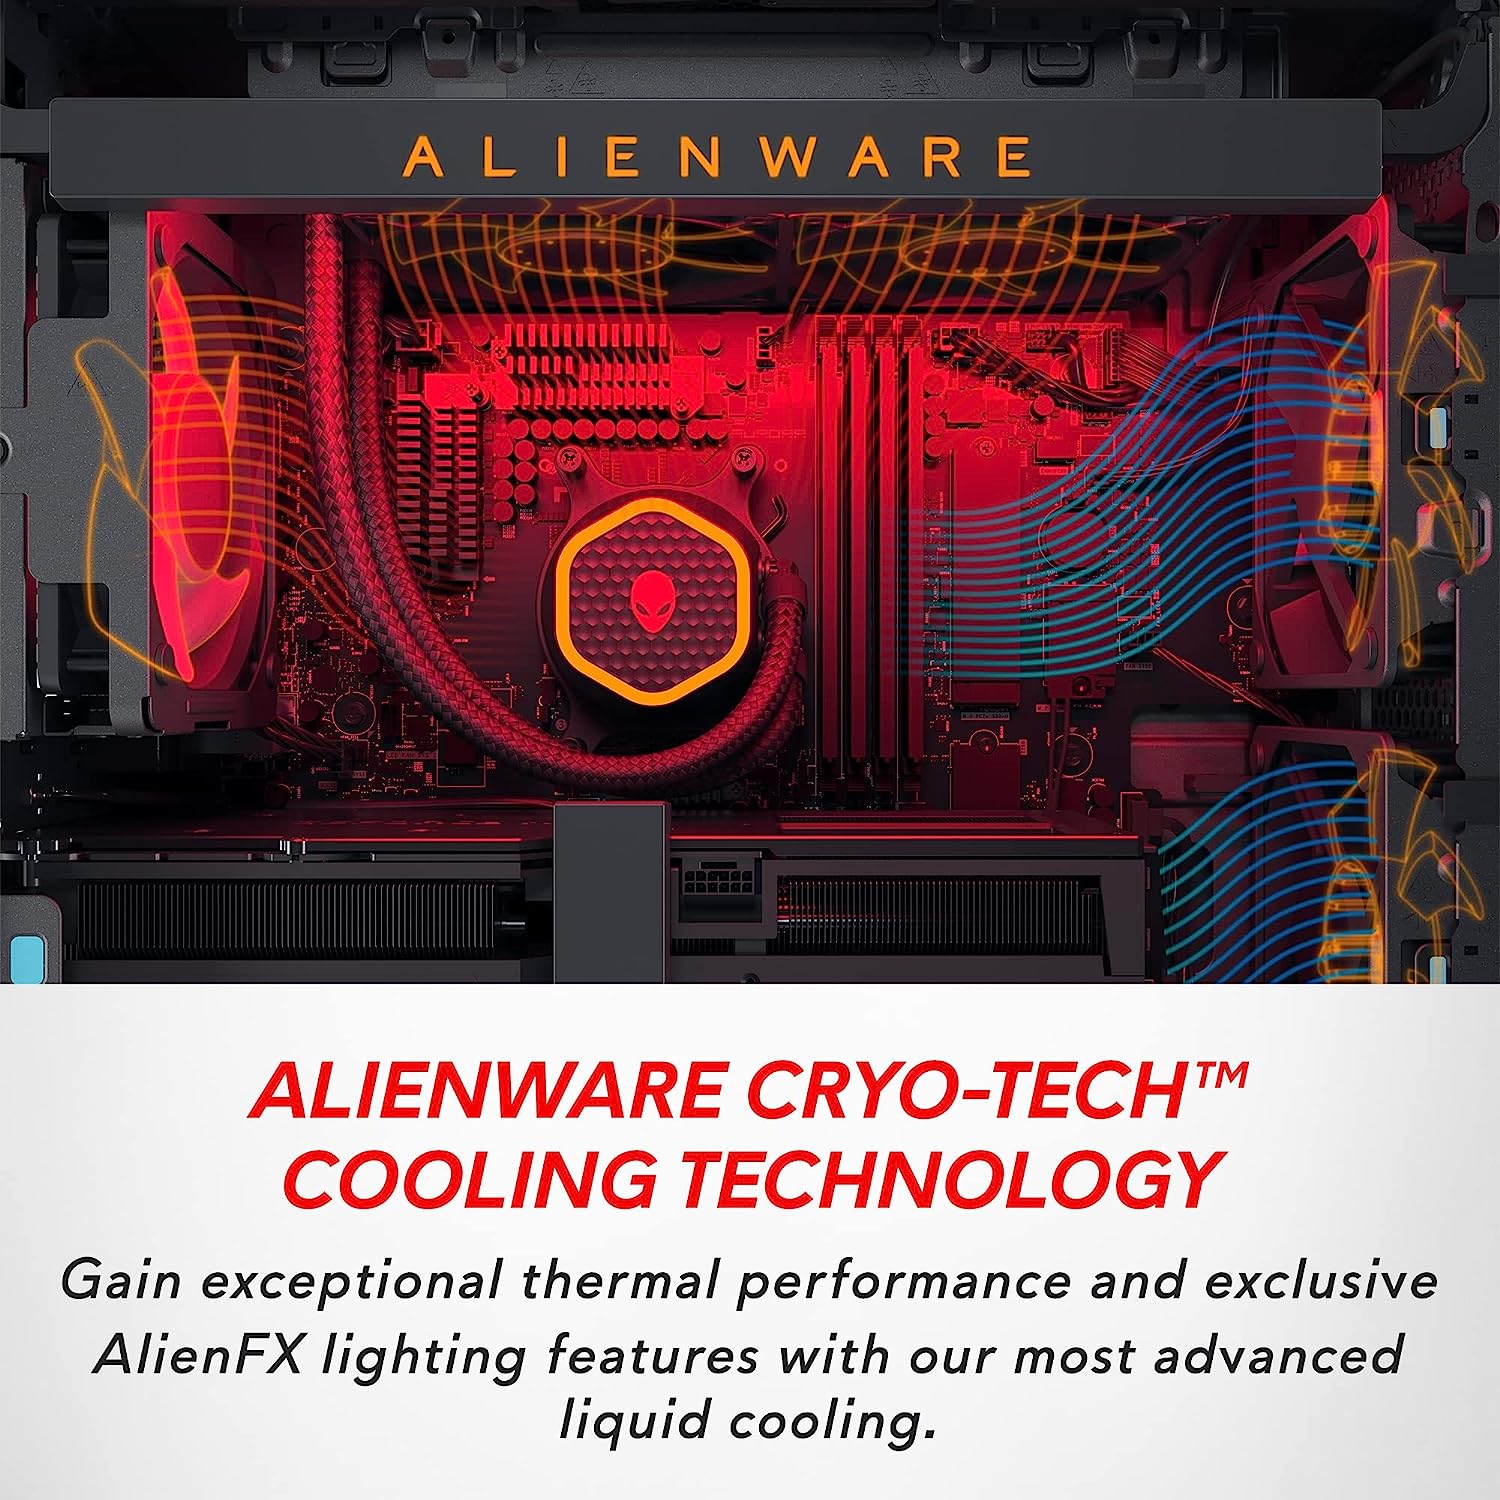 ALIENWARE
ALIENWARE CRYO-TECH™
COOLING TECHNOLOGY
Gain exceptional thermal performance and exclusive
AlienFX lighting features with our most advanced
liquid cooling.